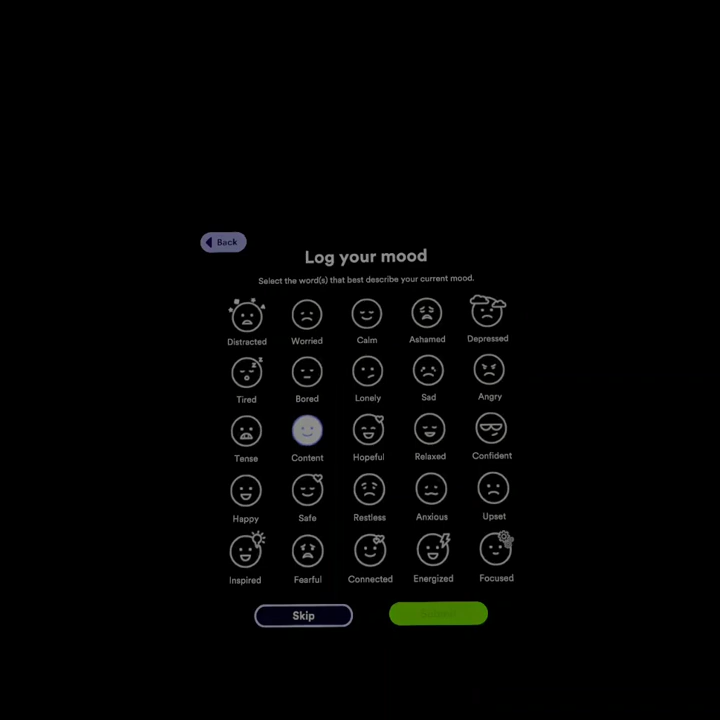 Back
Log your mood
Select the word(s) that best describe your current mood.
Distracted Worried Calm Ashamed Depressed
Tired Bored Lonely Sad Angry
Tense Content Hopeful Relaxed Confident
Happy Safe Restless Anxious Upset
Inspired Fearful Connected Energized Focused
Skip